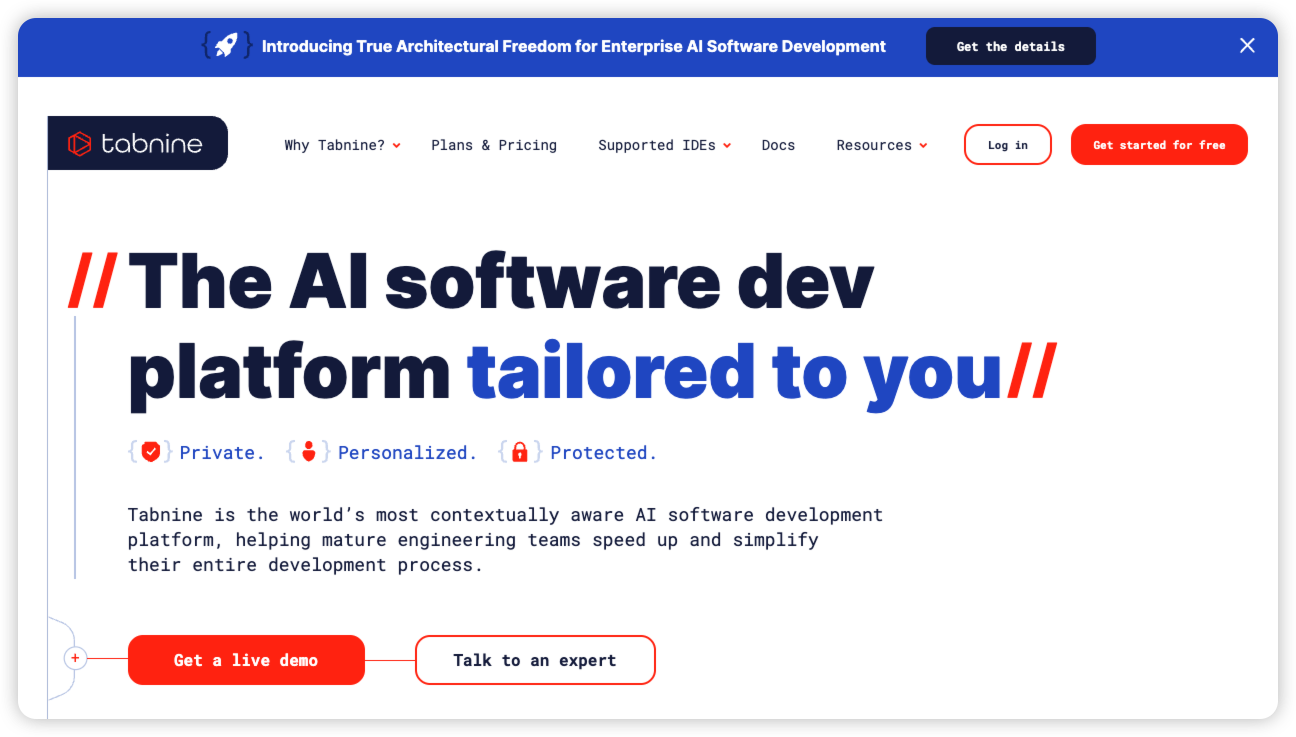 Introducing True Architectural Freedom for Enterprise AI Software Development
Get the details
tabnine
Why Tabnine?
Plans & Pricing
Supported IDEs
Docs
Resources
Log in
Get started for free
// The AI software dev
platform tailored to you//
{ } Private. { } Personalized. { } Protected.
Tabnine is the world’s most contextually aware AI software development
platform, helping mature engineering teams speed up and simplify
their entire development process.
Get a live demo
Talk to an expert